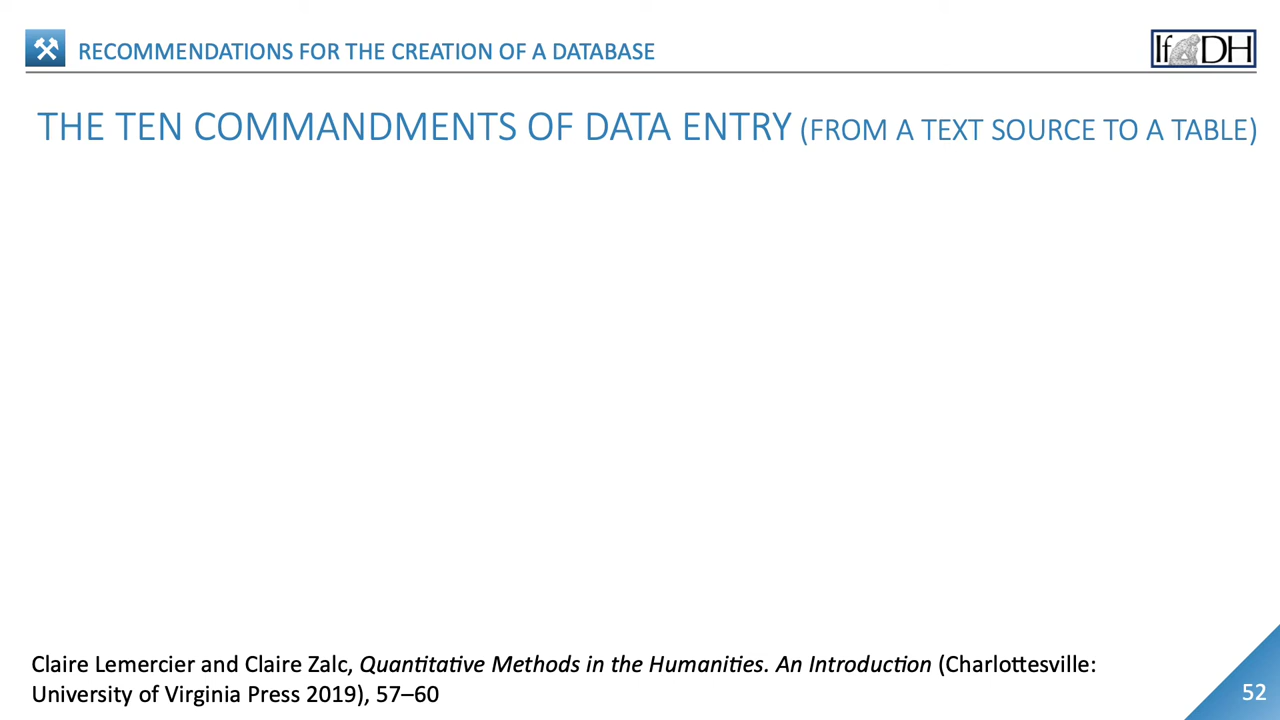 RECOMMENDATIONS FOR THE CREATION OF A DATABASE
IfDH
THE TEN COMMANDMENTS OF DATA ENTRY (FROM A TEXT SOURCE TO A TABLE)
Claire Lemercier and Claire Zalc, Quantitative Methods in the Humanities. An Introduction (Charlottesville:
University of Virginia Press 2019), 57–60
52